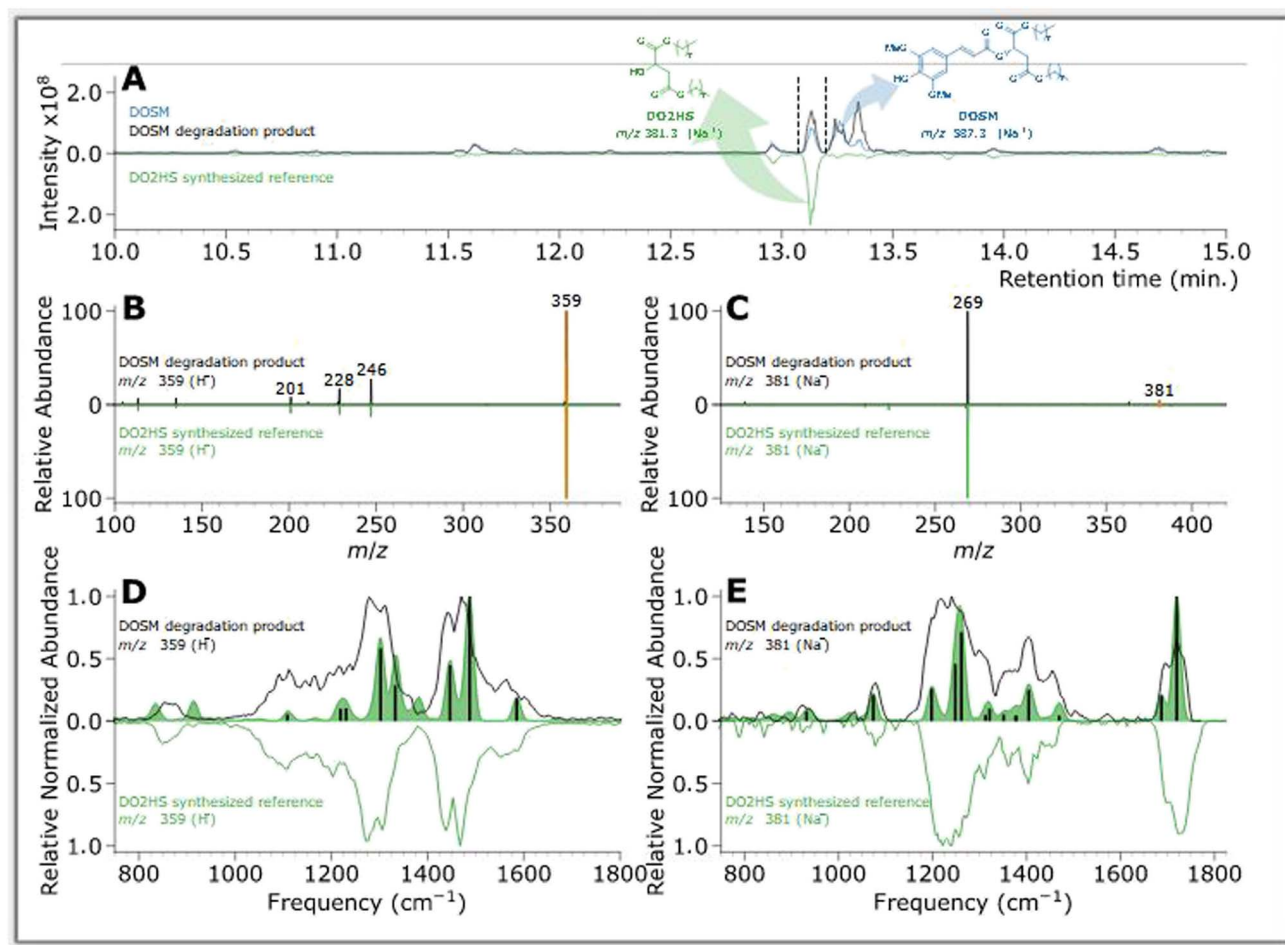 A
Intensity x10⁸
2.0
0.0
2.0
DOSM
DOSM degradation product
DO2HS synthesized reference
HO
DO2HS
m/z 381.3 (Na⁺)
MeO
HO
OMe
DOSM
m/z 587.3 (Na⁺)
10.0 10.5 11.0 11.5 12.0 12.5 13.0 13.5 14.0 14.5 15.0
Retention time (min.)
B
Relative Abundance
100
0
100
DOSM degradation product
m/z 359 (H⁻)
DO2HS synthesized reference
m/z 359 (H⁻)
201
228
246
359
100 150 200 250 300 350
m/z
C
Relative Abundance
100
0
100
DOSM degradation product
m/z 381 (Na⁻)
DO2HS synthesized reference
m/z 381 (Na⁻)
269
381
150 200 250 300 350 400
m/z
D
Relative Normalized Abundance
1.0
0.5
0.0
0.5
1.0
DOSM degradation product
m/z 359 (H⁻)
DO2HS synthesized reference
m/z 359 (H⁻)
800 1000 1200 1400 1600 1800
Frequency (cm⁻¹)
E
Relative Normalized Abundance
1.0
0.5
0.0
0.5
1.0
DOSM degradation product
m/z 381 (Na⁻)
DO2HS synthesized reference
m/z 381 (Na⁻)
800 1000 1200 1400 1600 1800
Frequency (cm⁻¹)